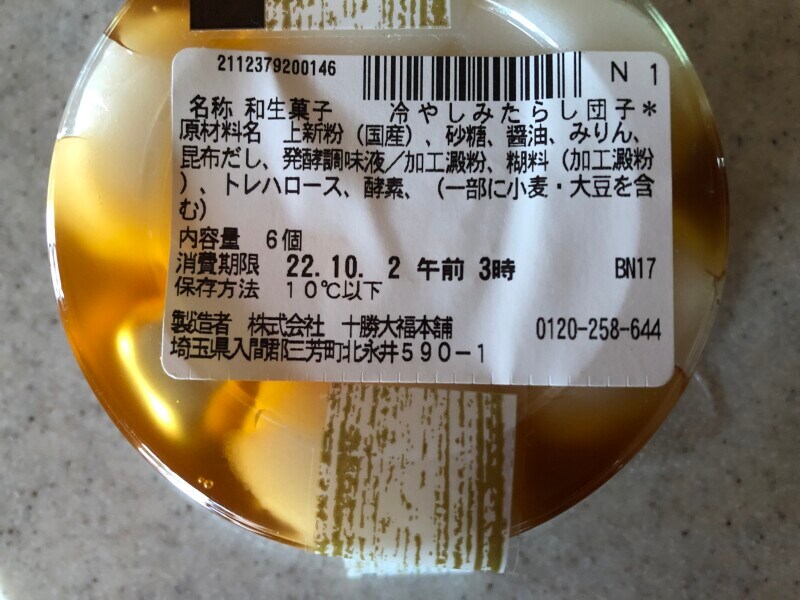 2112379200146 N 1
名称 和生菓子 冷やしみたらし団子*
原材料名 上新粉(国産)、砂糖、醤油、みりん、
昆布だし、発酵調味液/加工澱粉、糊料(加工澱粉
)、トレハロース、酵素、(一部に小麦・大豆を含
む)
内容量 6個
消費期限 22.10. 2 午前 3時 BN17
保存方法 10℃以下
製造者 株式会社 十勝大福本舗 0120-258-644
埼玉県入間郡三芳町北永井590-1